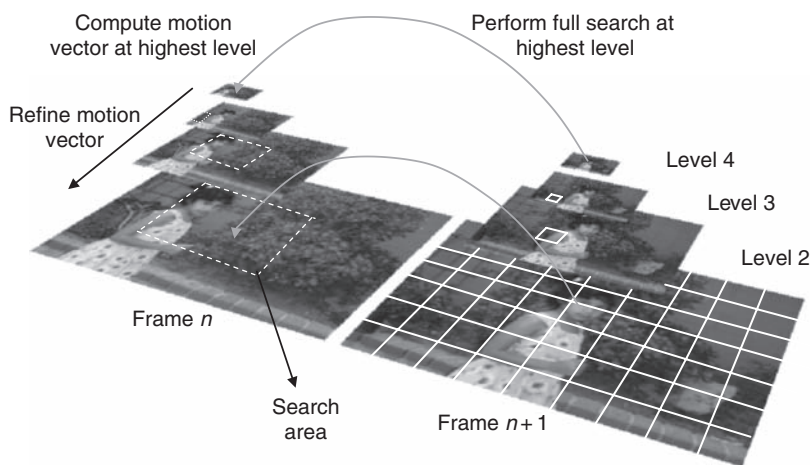 Compute motion
vector at highest level
Perform full search at
highest level
Refine motion
vector
Level 4
Level 3
Level 2
Frame n
Search
area
Frame n+1